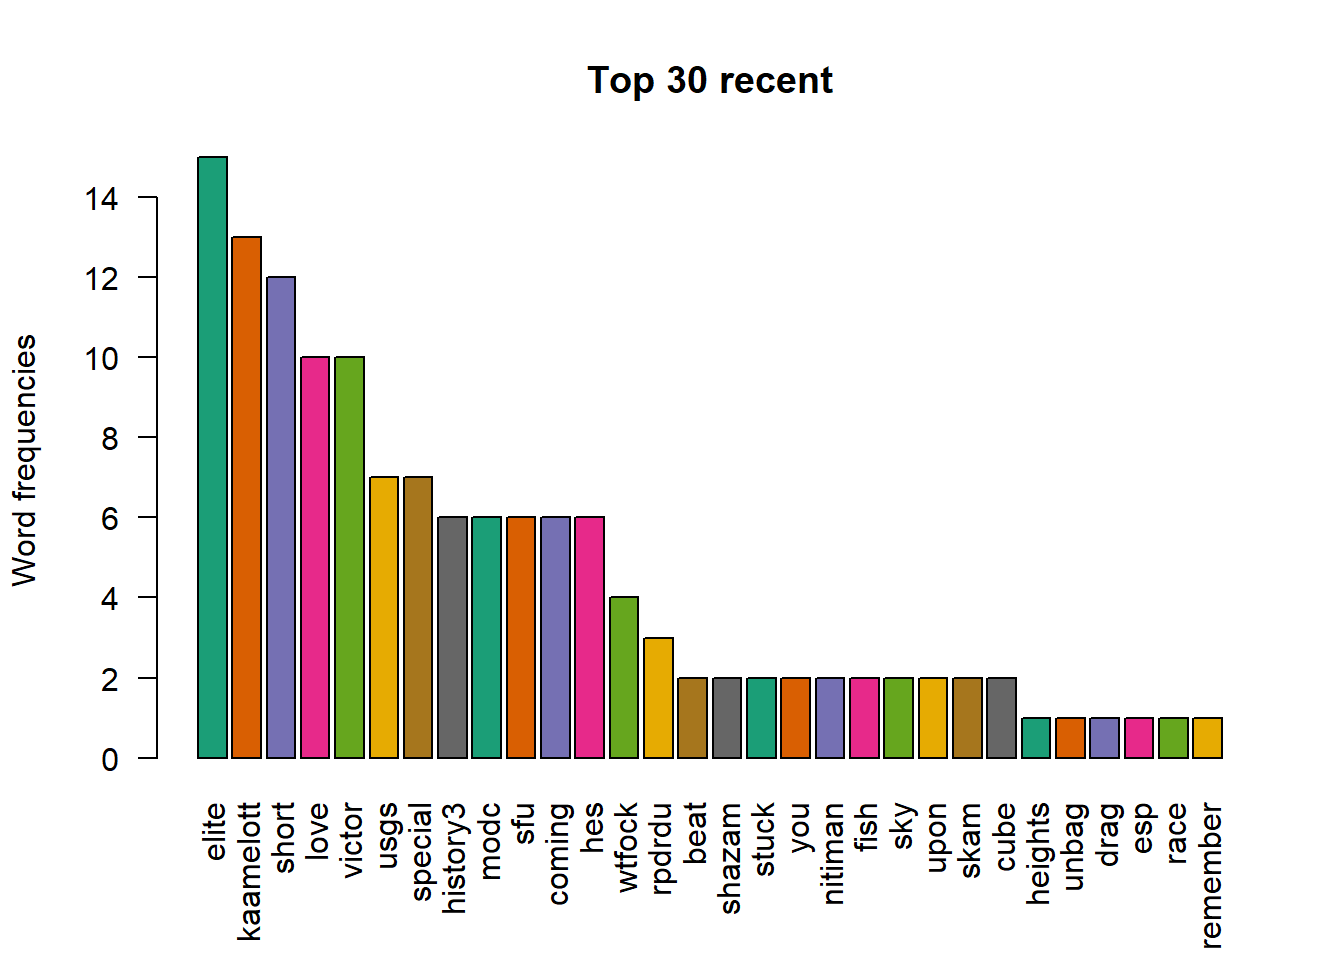 Top 30 recent
Word frequencies
14
12
10
8
6
4
2
0
elite
kaamelott
short
love
victor
usgs
special
history3
modc
sfu
coming
hes
wtfock
rpdrdu
beat
shazam
stuck
you
nitiman
fish
sky
upon
skam
cube
heights
unbag
drag
esp
race
remember